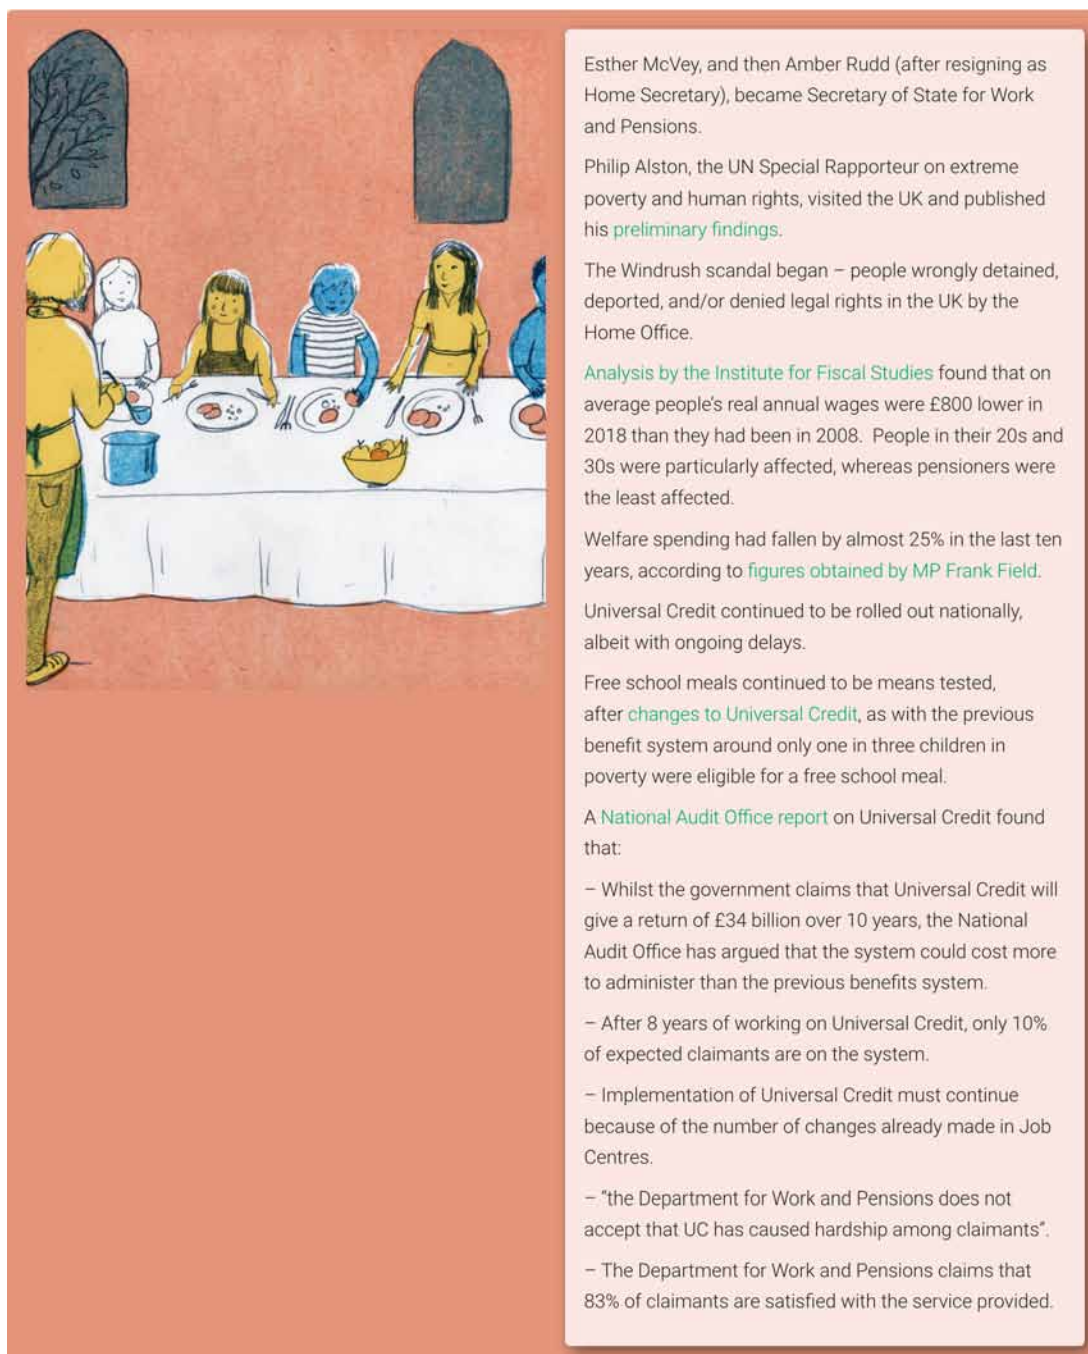 Esther McVey, and then Amber Rudd (after resigning as
Home Secretary), became Secretary of State for Work
and Pensions.
Philip Alston, the UN Special Rapporteur on extreme
poverty and human rights, visited the UK and published
his preliminary findings.
The Windrush scandal began – people wrongly detained,
deported, and/or denied legal rights in the UK by the
Home Office.
Analysis by the Institute for Fiscal Studies found that on
average people's real annual wages were £800 lower in
2018 than they had been in 2008. People in their 20s and
30s were particularly affected, whereas pensioners were
the least affected.
Welfare spending had fallen by almost 25% in the last ten
years, according to figures obtained by MP Frank Field.
Universal Credit continued to be rolled out nationally,
albeit with ongoing delays.
Free school meals continued to be means tested,
after changes to Universal Credit, as with the previous
benefit system around only one in three children in
poverty were eligible for a free school meal.
A National Audit Office report on Universal Credit found
that:
– Whilst the government claims that Universal Credit will
give a return of £34 billion over 10 years, the National
Audit Office has argued that the system could cost more
to administer than the previous benefits system.
– After 8 years of working on Universal Credit, only 10%
of expected claimants are on the system.
– Implementation of Universal Credit must continue
because of the number of changes already made in Job
Centres.
– "the Department for Work and Pensions does not
accept that UC has caused hardship among claimants".
– The Department for Work and Pensions claims that
83% of claimants are satisfied with the service provided.